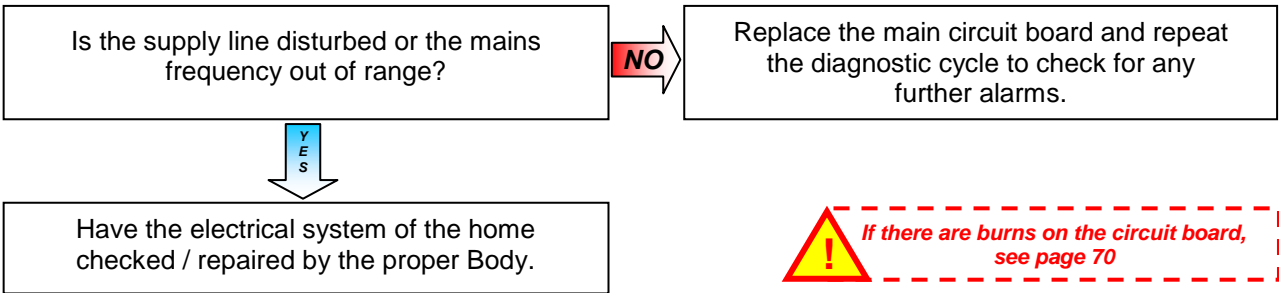 Is the supply line disturbed or the mains
frequency out of range?
NO
Replace the main circuit board and repeat
the diagnostic cycle to check for any
further alarms.
YES
Have the electrical system of the home
checked / repaired by the proper Body.
!
If there are burns on the circuit board,
see page 70